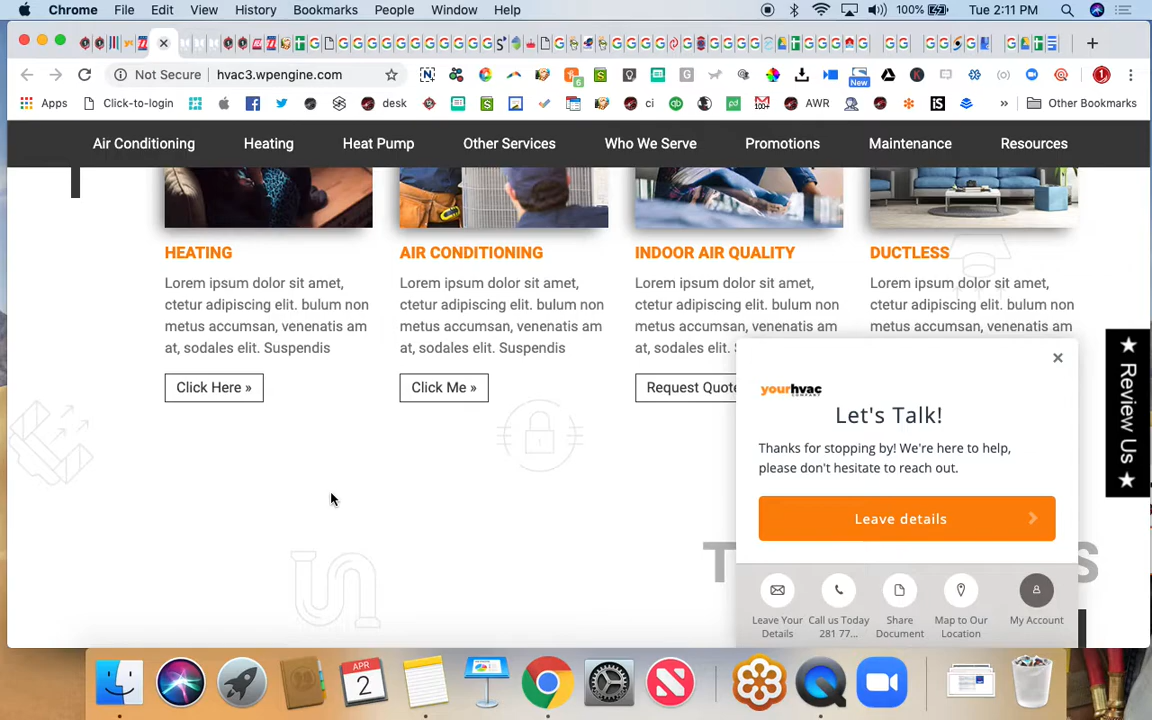 Chrome File Edit View History Bookmarks People Window Help 100% Tue 2:11 PM
Not Secure hvac3.wpengine.com
6 New 1
Apps Click-to-login desk ci AWR 100+ iS pd » Other Bookmarks
Air Conditioning Heating Heat Pump Other Services Who We Serve Promotions Maintenance Resources
HEATING
Lorem ipsum dolor sit amet,
ctetur adipiscing elit. bulum non
metus accumsan, venenatis am
at, sodales elit. Suspendis
Click Here »
AIR CONDITIONING
Lorem ipsum dolor sit amet,
ctetur adipiscing elit. bulum non
metus accumsan, venenatis am
at, sodales elit. Suspendis
Click Me »
INDOOR AIR QUALITY
Lorem ipsum dolor sit amet,
ctetur adipiscing elit. bulum non
metus accumsan, venenatis am
at, sodales elit.
Request Quote
DUCTLESS
Lorem ipsum dolor sit amet,
ctetur adipiscing elit. bulum non
metus accumsan, venenatis am
yourhvac
COMPANY
Let's Talk!
Thanks for stopping by! We're here to help,
please don't hesitate to reach out.
Leave details
Leave Your
Details
Call us Today
281 77...
Share
Document
Map to Our
Location
My Account
★ Review Us ★
APR
2